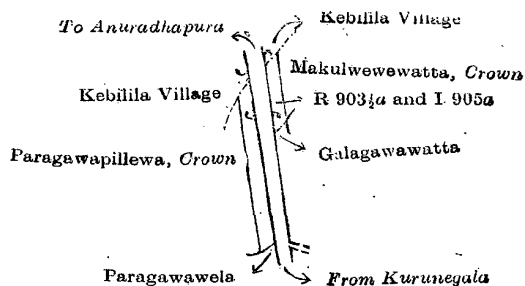 To Anuradhapura
Kebilila Village
Makulwewewatta, Crown
Kebilila Village
R 903½a and I 905a
Paragawapillewa, Crown
Galagawawatta
Paragawawela
From Kurunegala